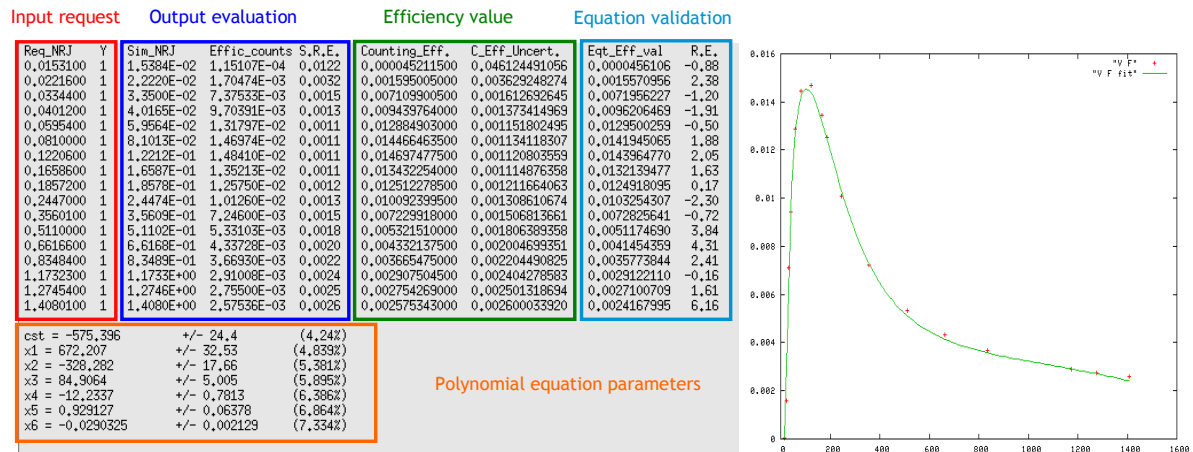 Input request Output evaluation Efficiency value Equation validation
Req_NRJ Y Sim_NRJ Effic_counts S.R.E. Counting_Eff. C_Eff_Uncert. Eqt_Eff_val R.E.
0.0153100 1 1.5384E-02 1.15107E-04 0.0122 0.000045211500 0.046124491056 0.0000456106 -0.88
0.0221600 1 2.2220E-02 1.70474E-03 0.0032 0.001595005000 0.003629248274 0.0015570956 2.38
0.0334400 1 3.3500E-02 7.37533E-03 0.0015 0.007109900500 0.001612692645 0.0071956227 -1.20
0.0401200 1 4.0165E-02 9.70391E-03 0.0013 0.009439764000 0.001373414969 0.0096206469 -1.91
0.0595400 1 5.9564E-02 1.31797E-02 0.0011 0.012884903000 0.001151802495 0.0129500259 -0.50
0.0810000 1 8.1013E-02 1.46974E-02 0.0011 0.014466463500 0.001134118307 0.0141945065 1.88
0.1220600 1 1.2212E-01 1.48410E-02 0.0011 0.014697477500 0.001120803559 0.0143964770 2.05
0.1658600 1 1.6587E-01 1.35213E-02 0.0011 0.013432254000 0.001114876358 0.0132139477 1.63
0.1857200 1 1.8578E-01 1.25750E-02 0.0012 0.012512278500 0.001211664063 0.0124918095 0.17
0.2447000 1 2.4474E-01 1.01260E-02 0.0013 0.010092399500 0.001308610674 0.0103254307 -2.30
0.3560100 1 3.5609E-01 7.24600E-03 0.0015 0.007229918000 0.001506813661 0.0072825641 -0.72
0.5110000 1 5.1102E-01 5.33103E-03 0.0018 0.005321510000 0.001806389358 0.0051174690 3.84
0.6616600 1 6.6168E-01 4.33728E-03 0.0020 0.004332137500 0.002004699351 0.0041454359 4.31
0.8348400 1 8.3489E-01 3.66930E-03 0.0022 0.003665475000 0.002204490825 0.0035773844 2.41
1.1732300 1 1.1733E+00 2.91008E-03 0.0024 0.002907504500 0.002404278583 0.0029122110 -0.16
1.2745400 1 1.2746E+00 2.75500E-03 0.0025 0.002754269000 0.002501318694 0.0027100709 1.61
1.4080100 1 1.4080E+00 2.57536E-03 0.0026 0.002575343000 0.002600033920 0.0024167995 6.16
cst = -575.396 +/- 24.4 (4.24%)
x1 = 672.207 +/- 32.53 (4.839%)
x2 = -328.282 +/- 17.66 (5.381%)
x3 = 84.9064 +/- 5.005 (5.895%)
x4 = -12.2337 +/- 0.7813 (6.386%)
x5 = 0.929127 +/- 0.06378 (6.864%)
x6 = -0.0290325 +/- 0.002129 (7.334%)
Polynomial equation parameters
"V F"
"V F fit"
0.016
0.014
0.012
0.01
0.008
0.006
0.004
0.002
0
0 200 400 600 800 1000 1200 1400 1600